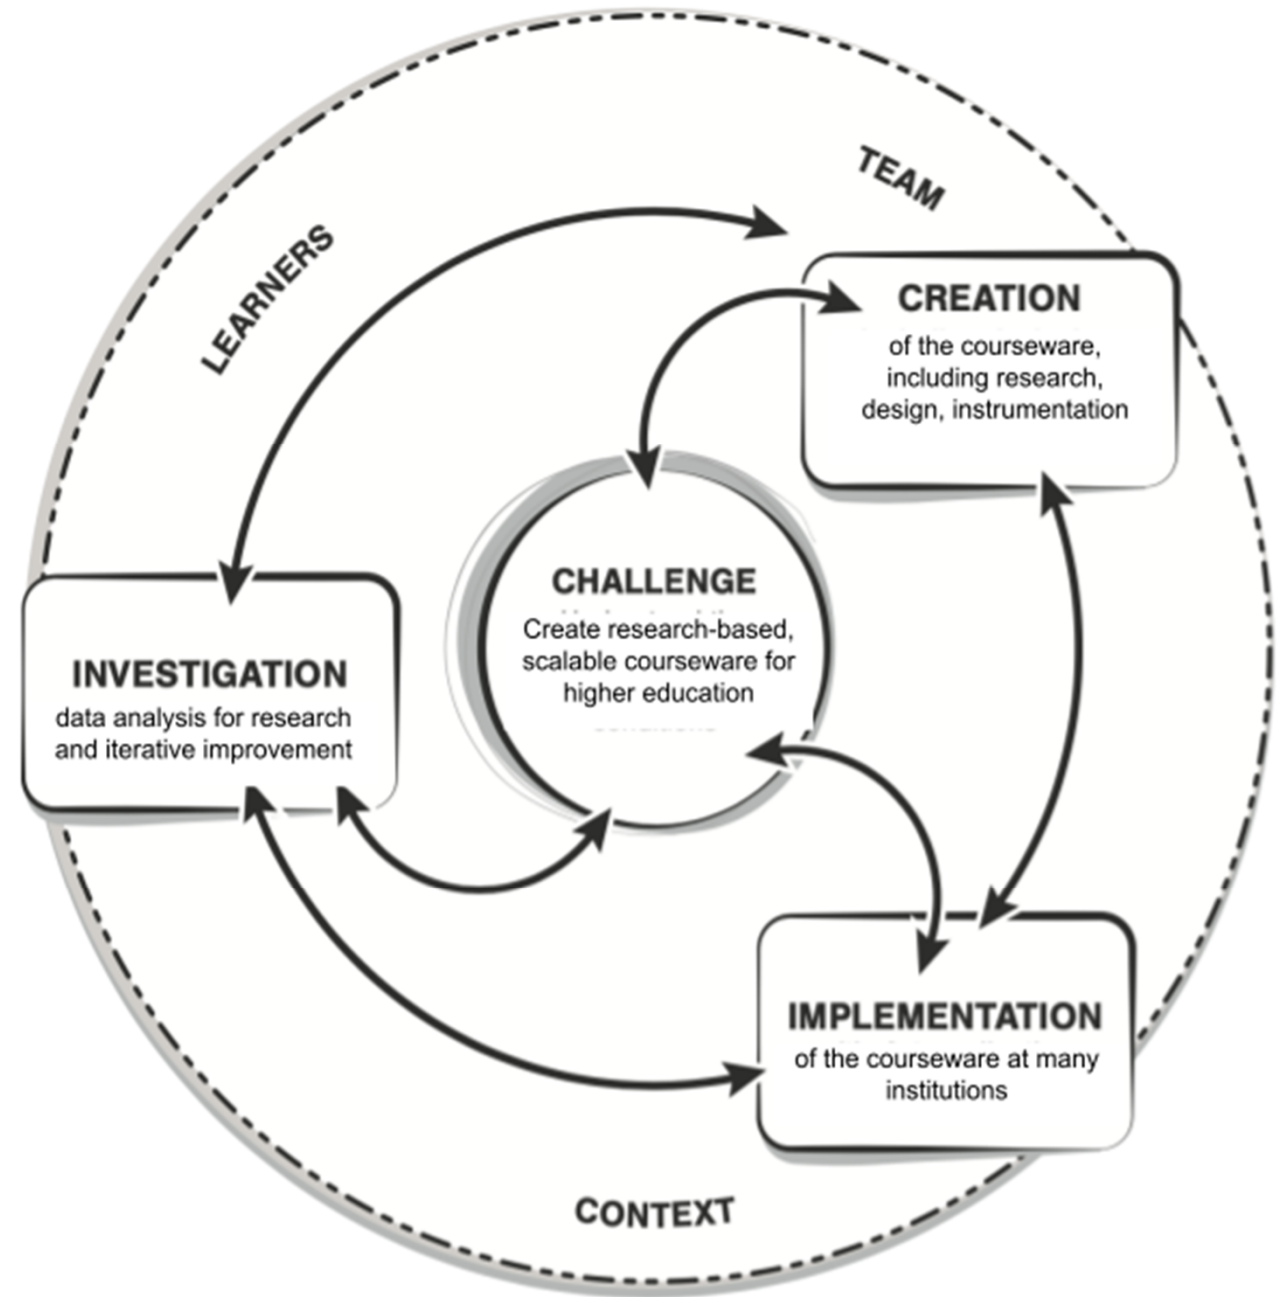 TEAM
LEARNERS
CREATION
of the courseware,
including research,
design, instrumentation
CHALLENGE
Create research-based,
scalable courseware for
higher education
INVESTIGATION
data analysis for research
and iterative improvement
IMPLEMENTATION
of the courseware at many
institutions
CONTEXT